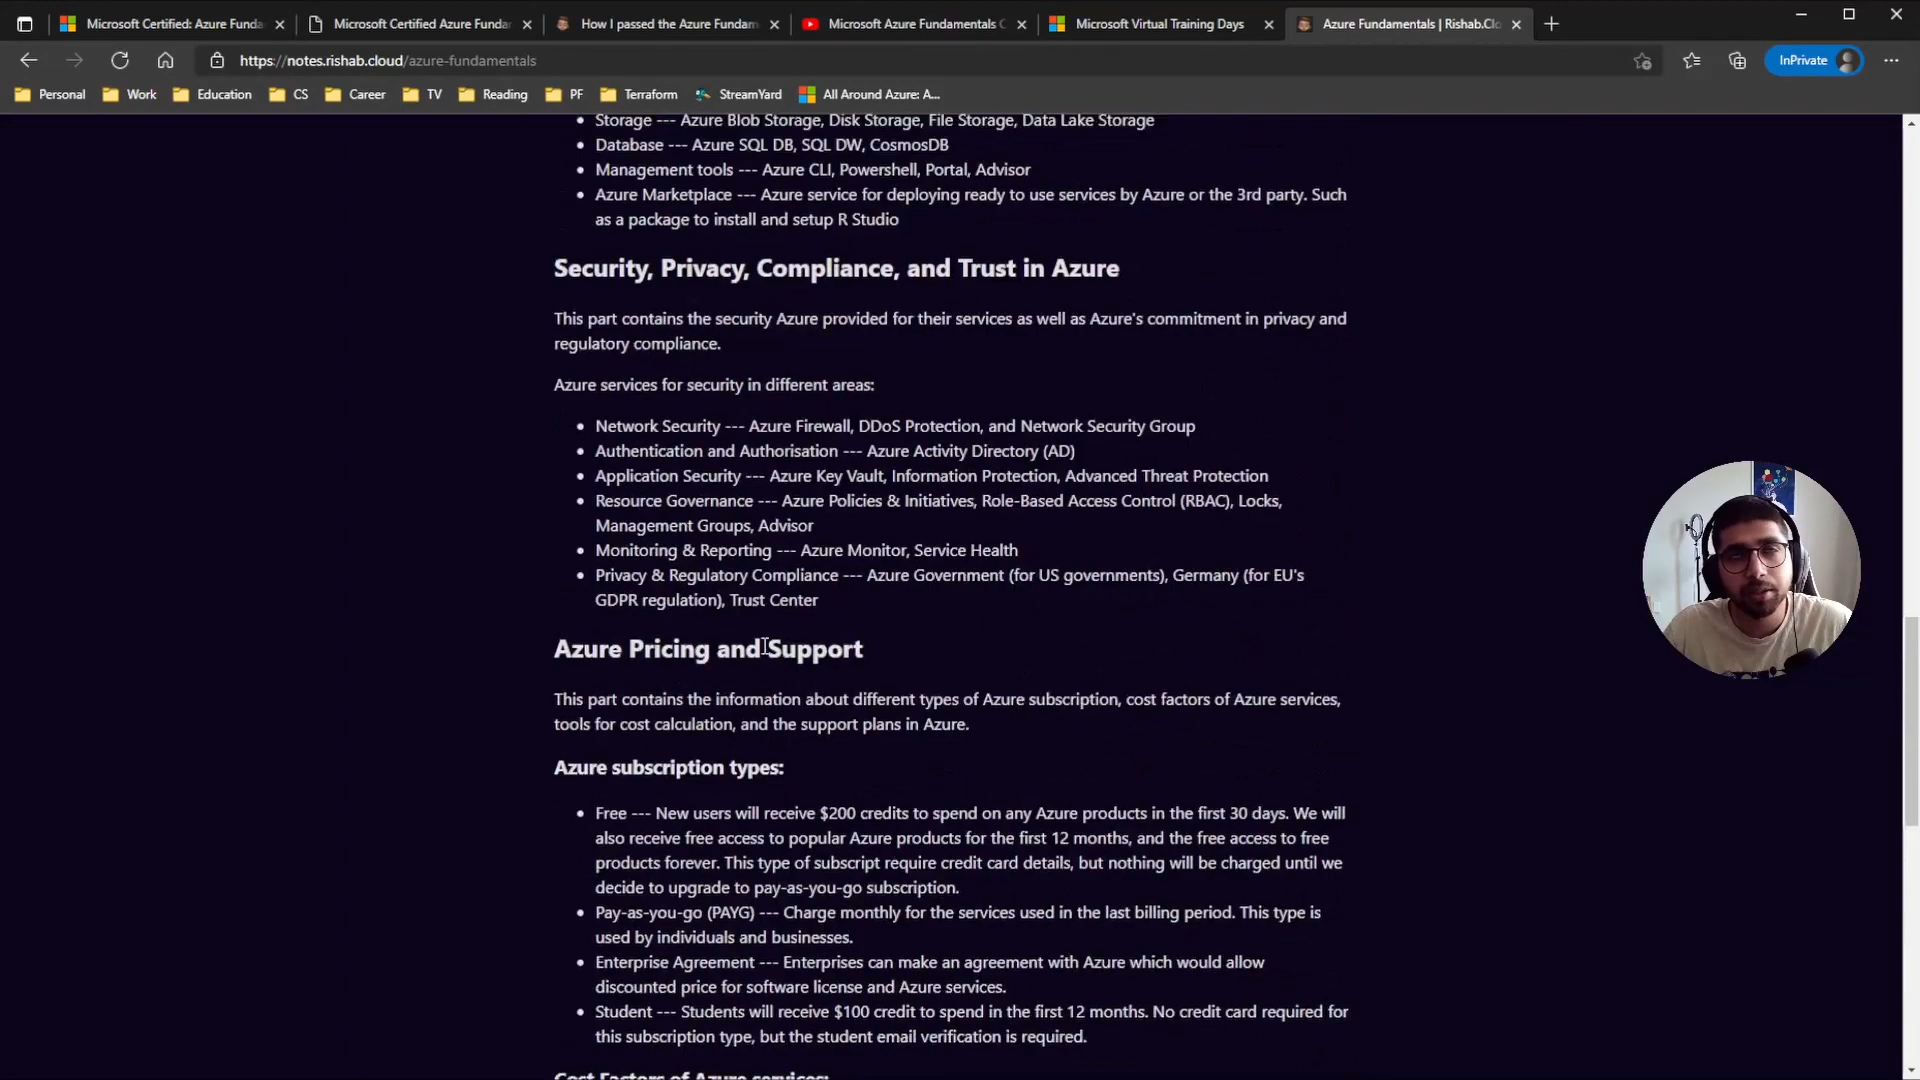 Microsoft Certified: Azure Funda
Microsoft Certified Azure Fundar
How I passed the Azure Fundam
Microsoft Azure Fundamentals C
Microsoft Virtual Training Days
Azure Fundamentals | Rishab.Clo
https://notes.rishab.cloud/azure-fundamentals
InPrivate
Personal
Work
Education
CS
Career
TV
Reading
PF
Terraform
StreamYard
All Around Azure: A...
Storage --- Azure Blob Storage, Disk Storage, File Storage, Data Lake Storage
Database --- Azure SQL DB, SQL DW, CosmosDB
Management tools --- Azure CLI, Powershell, Portal, Advisor
Azure Marketplace --- Azure service for deploying ready to use services by Azure or the 3rd party. Such
as a package to install and setup R Studio
Security, Privacy, Compliance, and Trust in Azure
This part contains the security Azure provided for their services as well as Azure's commitment in privacy and
regulatory compliance.
Azure services for security in different areas:
Network Security --- Azure Firewall, DDoS Protection, and Network Security Group
Authentication and Authorisation --- Azure Activity Directory (AD)
Application Security --- Azure Key Vault, Information Protection, Advanced Threat Protection
Resource Governance --- Azure Policies & Initiatives, Role-Based Access Control (RBAC), Locks,
Management Groups, Advisor
Monitoring & Reporting --- Azure Monitor, Service Health
Privacy & Regulatory Compliance --- Azure Government (for US governments), Germany (for EU's
GDPR regulation), Trust Center
Azure Pricing and Support
This part contains the information about different types of Azure subscription, cost factors of Azure services,
tools for cost calculation, and the support plans in Azure.
Azure subscription types:
Free --- New users will receive $200 credits to spend on any Azure products in the first 30 days. We will
also receive free access to popular Azure products for the first 12 months, and the free access to free
products forever. This type of subscript require credit card details, but nothing will be charged until we
decide to upgrade to pay-as-you-go subscription.
Pay-as-you-go (PAYG) --- Charge monthly for the services used in the last billing period. This type is
used by individuals and businesses.
Enterprise Agreement --- Enterprises can make an agreement with Azure which would allow
discounted price for software license and Azure services.
Student --- Students will receive $100 credit to spend in the first 12 months. No credit card required for
this subscription type, but the student email verification is required.
Cost Factors of Azure services: